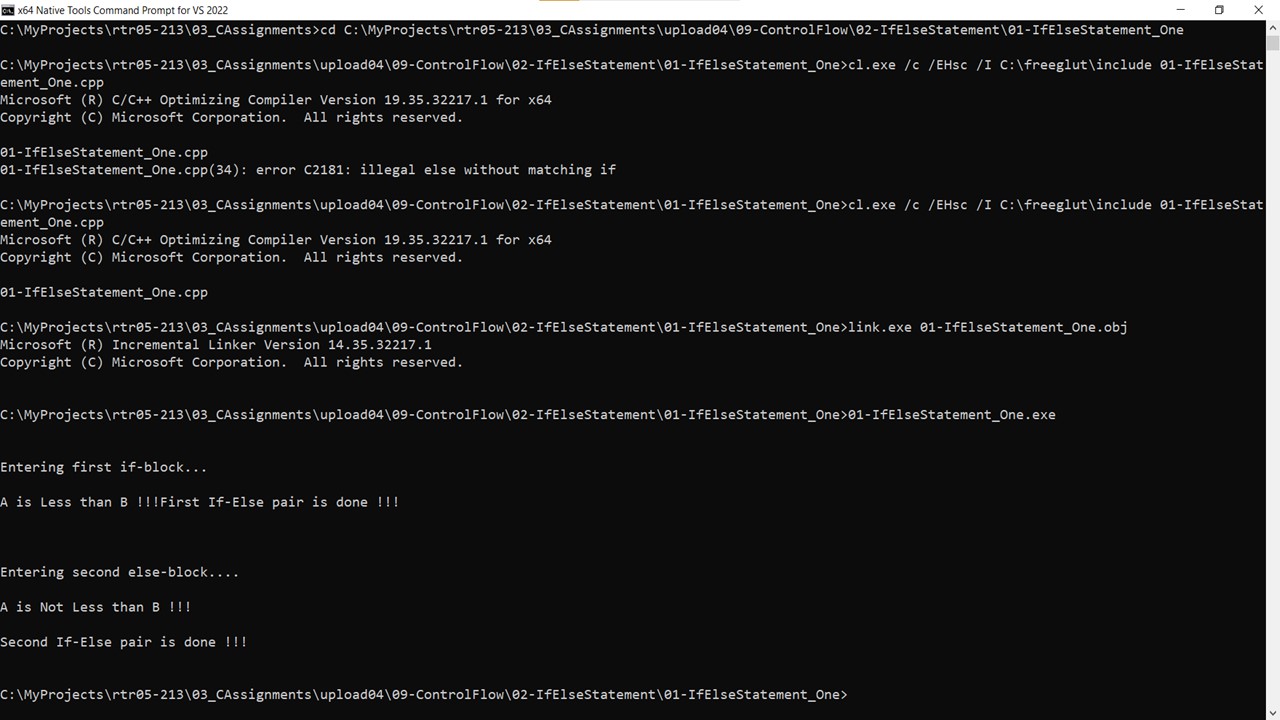 x64 Native Tools Command Prompt for VS 2022
C:\MyProjects\rtr05-213\03_CAssignments>cd C:\MyProjects\rtr05-213\03_CAssignments\upload04\09-ControlFlow\02-IfElseStatement\01-IfElseStatement_One
C:\MyProjects\rtr05-213\03_CAssignments\upload04\09-ControlFlow\02-IfElseStatement\01-IfElseStatement_One>cl.exe /c /EHsc /I C:\freeglut\include 01-IfElseStat
ement_One.cpp
Microsoft (R) C/C++ Optimizing Compiler Version 19.35.32217.1 for x64
Copyright (C) Microsoft Corporation.  All rights reserved.
01-IfElseStatement_One.cpp
01-IfElseStatement_One.cpp(34): error C2181: illegal else without matching if
C:\MyProjects\rtr05-213\03_CAssignments\upload04\09-ControlFlow\02-IfElseStatement\01-IfElseStatement_One>cl.exe /c /EHsc /I C:\freeglut\include 01-IfElseStat
ement_One.cpp
Microsoft (R) C/C++ Optimizing Compiler Version 19.35.32217.1 for x64
Copyright (C) Microsoft Corporation.  All rights reserved.
01-IfElseStatement_One.cpp
C:\MyProjects\rtr05-213\03_CAssignments\upload04\09-ControlFlow\02-IfElseStatement\01-IfElseStatement_One>link.exe 01-IfElseStatement_One.obj
Microsoft (R) Incremental Linker Version 14.35.32217.1
Copyright (C) Microsoft Corporation.  All rights reserved.
C:\MyProjects\rtr05-213\03_CAssignments\upload04\09-ControlFlow\02-IfElseStatement\01-IfElseStatement_One>01-IfElseStatement_One.exe
Entering first if-block...
A is Less than B !!!First If-Else pair is done !!!
Entering second else-block....
A is Not Less than B !!!
Second If-Else pair is done !!!
C:\MyProjects\rtr05-213\03_CAssignments\upload04\09-ControlFlow\02-IfElseStatement\01-IfElseStatement_One>